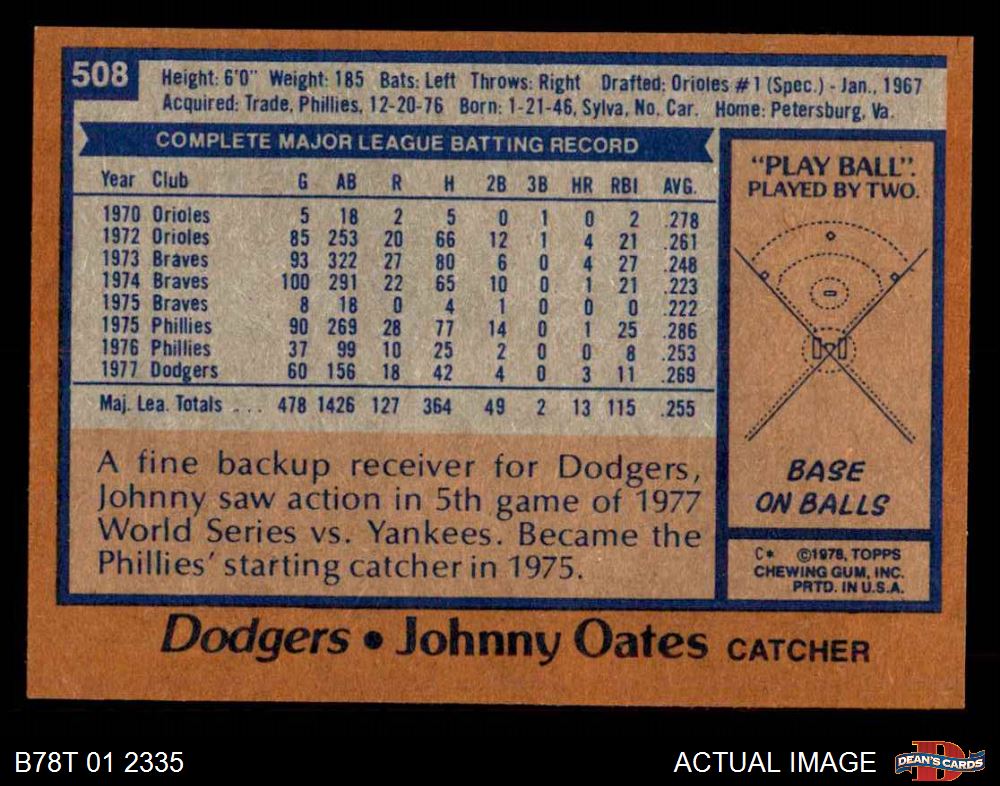 508
Height: 6'0" Weight: 185 Bats: Left Throws: Right Drafted: Orioles #1 (Spec.) - Jan., 1967
Acquired: Trade, Phillies, 12-20-76 Born: 1-21-46, Sylva, No. Car. Home: Petersburg, Va.
COMPLETE MAJOR LEAGUE BATTING RECORD
Year Club G AB R H 2B 3B HR RBI AVG.
1970 Orioles 5 18 2 5 0 1 0 2 .278
1972 Orioles 85 253 20 66 12 1 4 21 .261
1973 Braves 93 322 27 80 6 0 4 27 .248
1974 Braves 100 291 22 65 10 0 1 21 .223
1975 Braves 8 18 0 4 1 0 0 0 .222
1975 Phillies 90 269 28 77 14 0 1 25 .286
1976 Phillies 37 99 10 25 2 0 0 8 .253
1977 Dodgers 60 156 18 42 4 0 3 11 .269
Maj. Lea. Totals ... 478 1426 127 364 49 2 13 115 .255
A fine backup receiver for Dodgers,
Johnny saw action in 5th game of 1977
World Series vs. Yankees. Became the
Phillies' starting catcher in 1975.
"PLAY BALL".
PLAYED BY TWO.
BASE
ON BALLS
C* ©1978, TOPPS
CHEWING GUM, INC.
PRTD. IN U.S.A.
Dodgers • Johnny Oates CATCHER
B78T 01 2335
ACTUAL IMAGE
D
DEAN'S CARDS